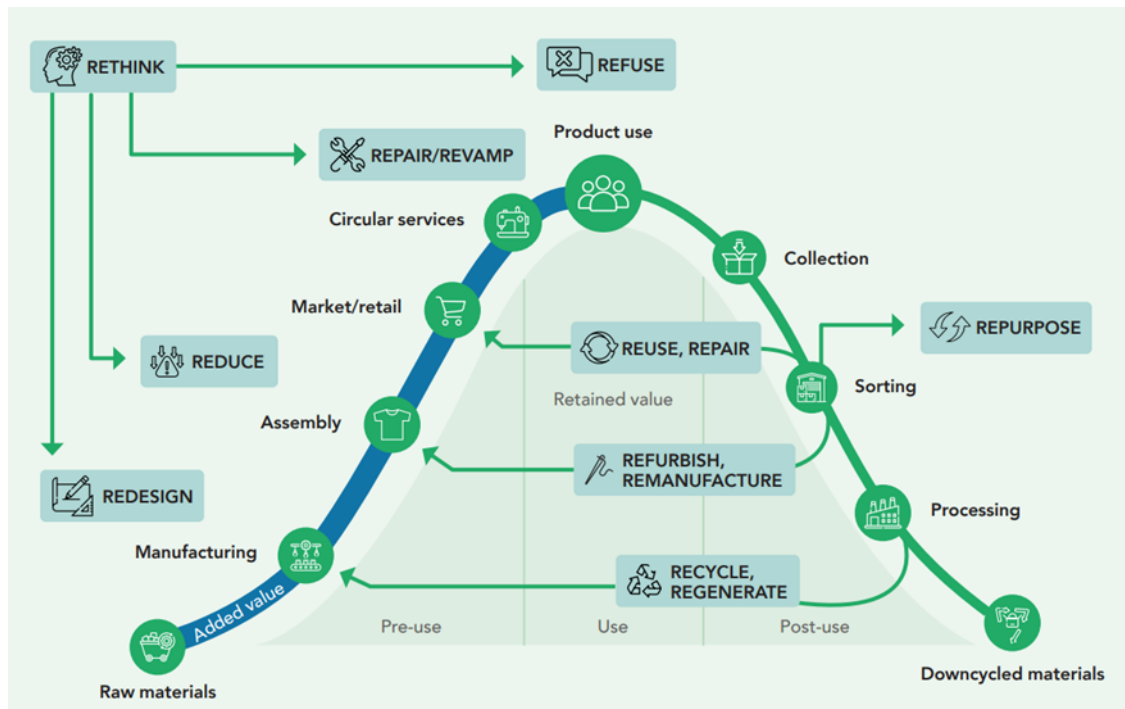 RETHINK
REFUSE
Product use
REPAIR/REVAMP
Circular services
Collection
Market/retail
REPURPOSE
REUSE, REPAIR
REDUCE
Sorting
Retained value
Assembly
REFURBISH,
REMANUFACTURE
REDESIGN
Processing
Manufacturing
RECYCLE,
REGENERATE
Added value
Pre-use
Use
Post-use
Downcycled materials
Raw materials